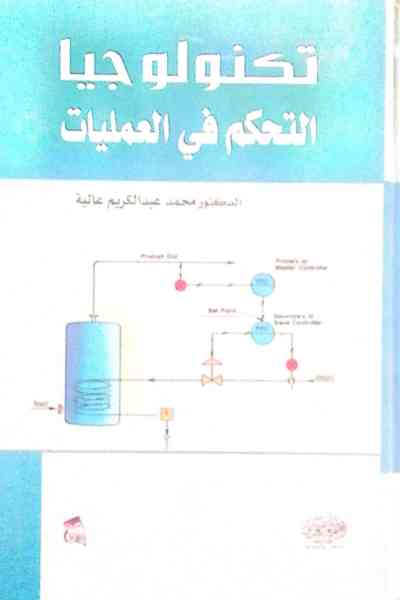 تكنولوجيا
التحكم في العمليات
الدكتور محمد عبدالكريم عالية
Product Out
Primary or
Master Controller
Set Point
Secondary or
Slave Controller